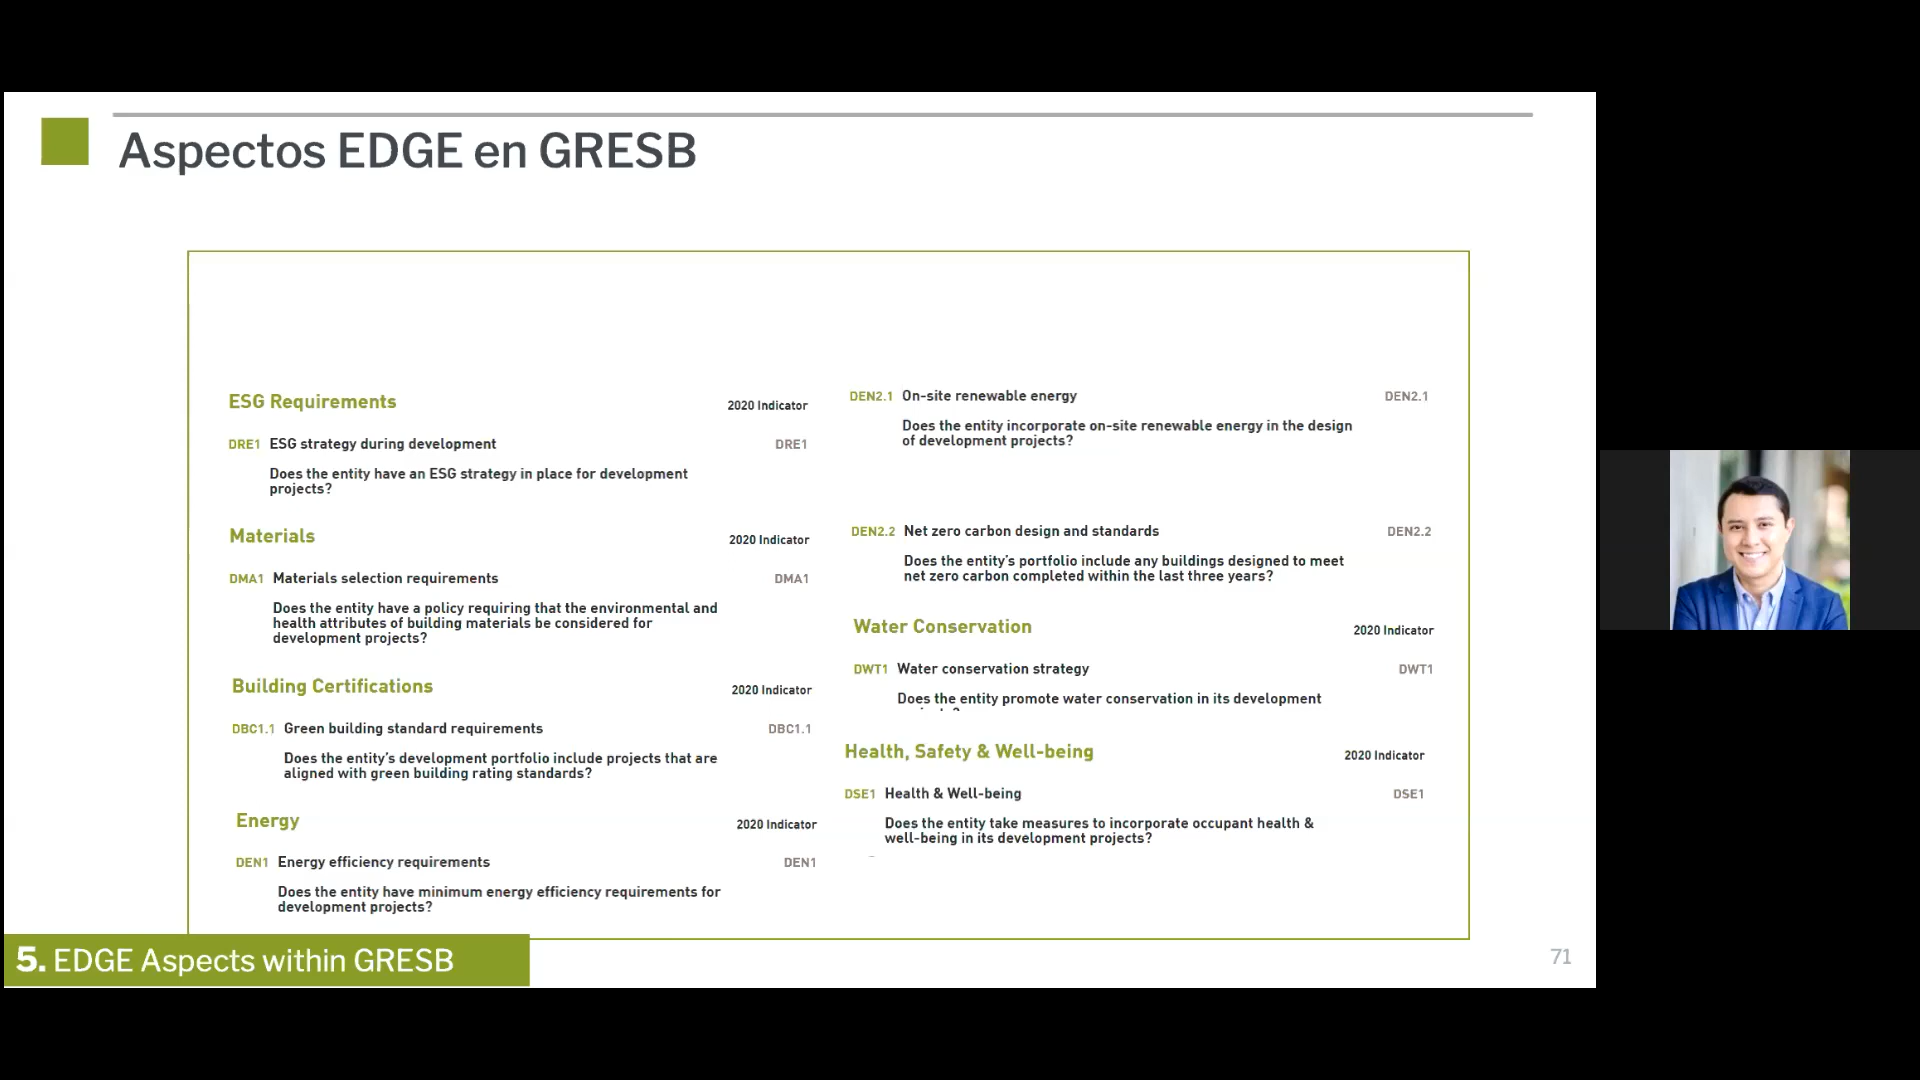 Aspectos EDGE en GRESB
ESG Requirements
2020 Indicator
DRE1 ESG strategy during development
DRE1
Does the entity have an ESG strategy in place for development
projects?
Materials
2020 Indicator
DMA1 Materials selection requirements
DMA1
Does the entity have a policy requiring that the environmental and
health attributes of building materials be considered for
development projects?
Building Certifications
2020 Indicator
DBC1.1 Green building standard requirements
DBC1.1
Does the entity’s development portfolio include projects that are
aligned with green building rating standards?
Energy
2020 Indicator
DEN1 Energy efficiency requirements
DEN1
Does the entity have minimum energy efficiency requirements for
development projects?
DEN2.1 On-site renewable energy
DEN2.1
Does the entity incorporate on-site renewable energy in the design
of development projects?
DEN2.2 Net zero carbon design and standards
DEN2.2
Does the entity’s portfolio include any buildings designed to meet
net zero carbon completed within the last three years?
Water Conservation
2020 Indicator
DWT1 Water conservation strategy
DWT1
Does the entity promote water conservation in its development
Health, Safety & Well-being
2020 Indicator
DSE1 Health & Well-being
DSE1
Does the entity take measures to incorporate occupant health &
well-being in its development projects?
5. EDGE Aspects within GRESB
71